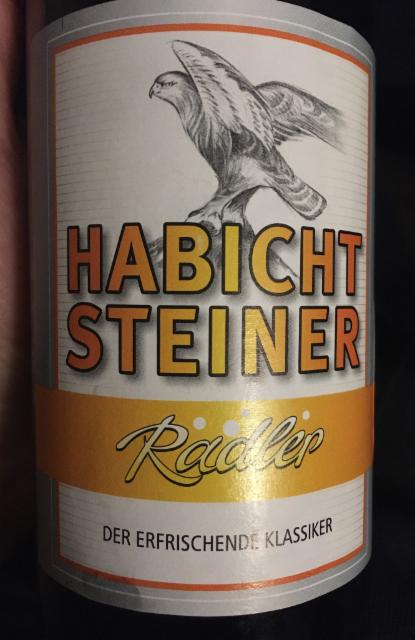 HABICHT
STEINER
Radler
DER ERFRISCHENDE KLASSIKER